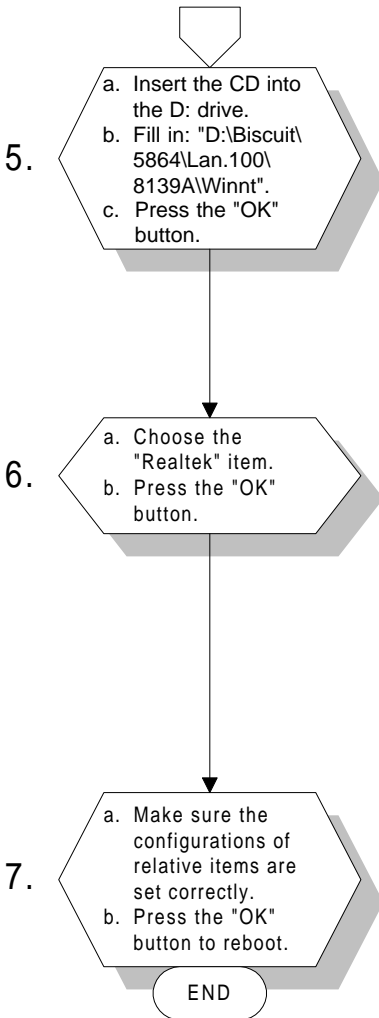 5.
a. Insert the CD into
the D: drive.
b. Fill in: "D:\Biscuit\
5864\Lan.100\
8139A\Winnt".
c. Press the "OK"
button.
6.
a. Choose the
"Realtek" item.
b. Press the "OK"
button.
7.
a. Make sure the
configurations of
relative items are
set correctly.
b. Press the "OK"
button to reboot.
END